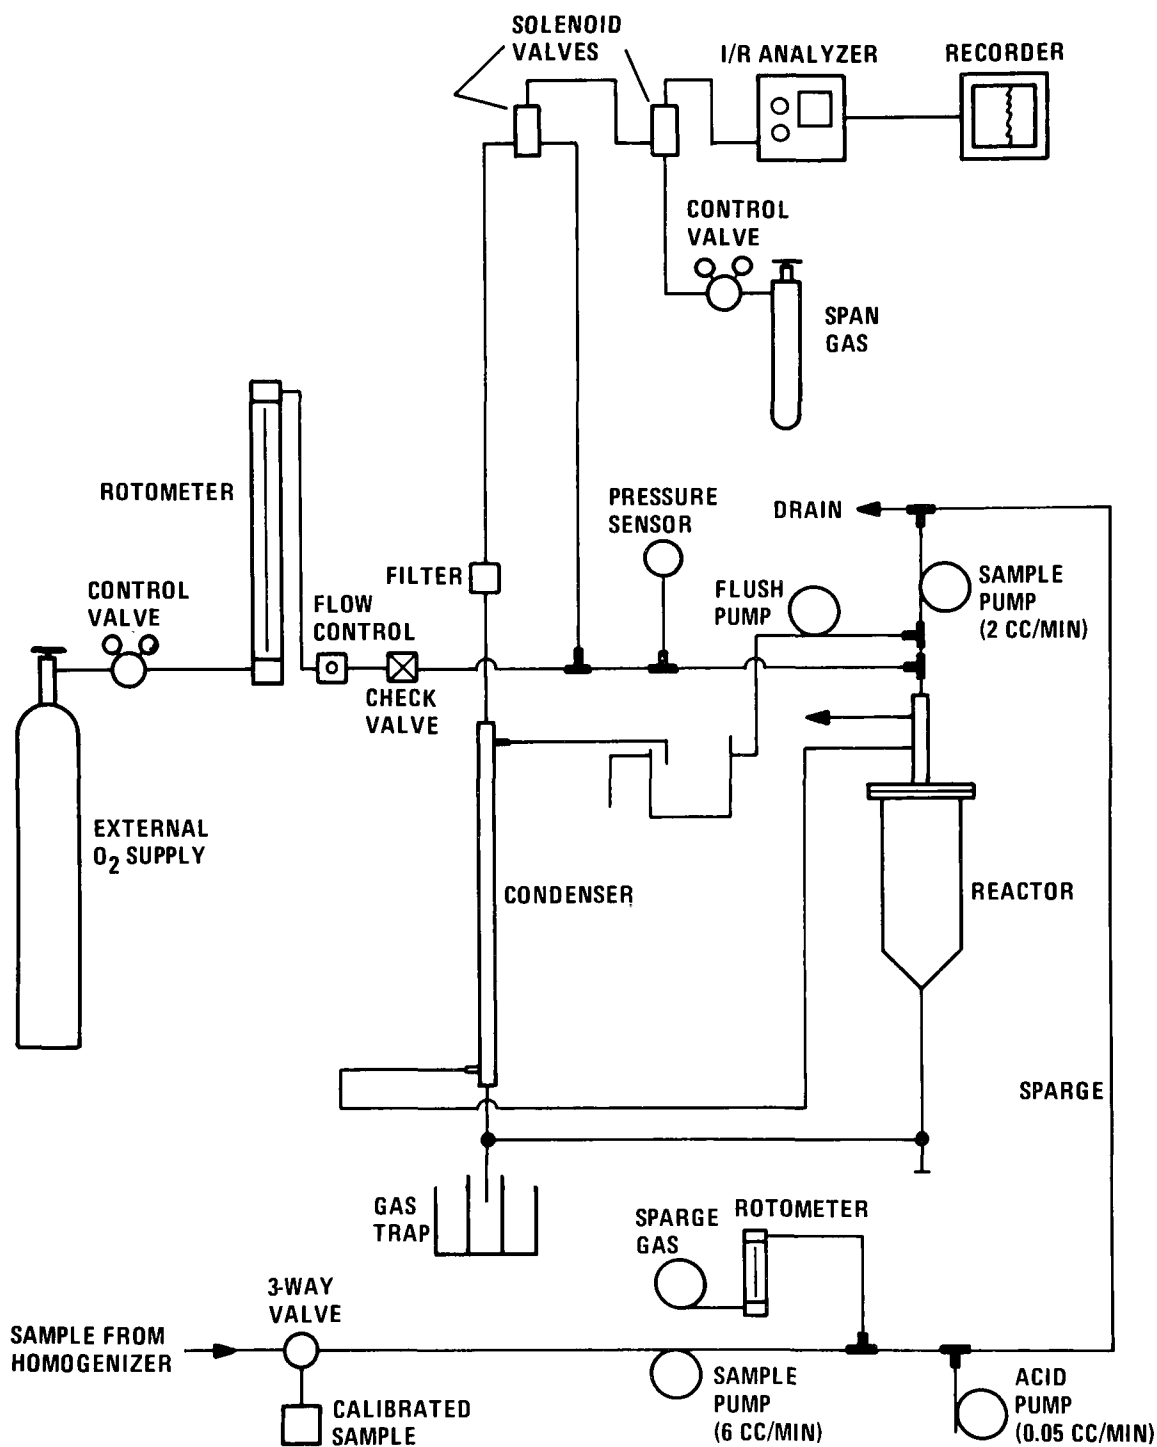 SOLENOID
VALVES
I/R ANALYZER
RECORDER
CONTROL
VALVE
SPAN
GAS
ROTOMETER
PRESSURE
SENSOR
DRAIN
FILTER
CONTROL
VALVE
FLOW
CONTROL
FLUSH
PUMP
SAMPLE
PUMP
(2 CC/MIN)
CHECK
VALVE
EXTERNAL
O2 SUPPLY
CONDENSER
REACTOR
SPARGE
GAS
TRAP
SPARGE
GAS
ROTOMETER
3-WAY
VALVE
SAMPLE FROM
HOMOGENIZER
CALIBRATED
SAMPLE
SAMPLE
PUMP
(6 CC/MIN)
ACID
PUMP
(0.05 CC/MIN)